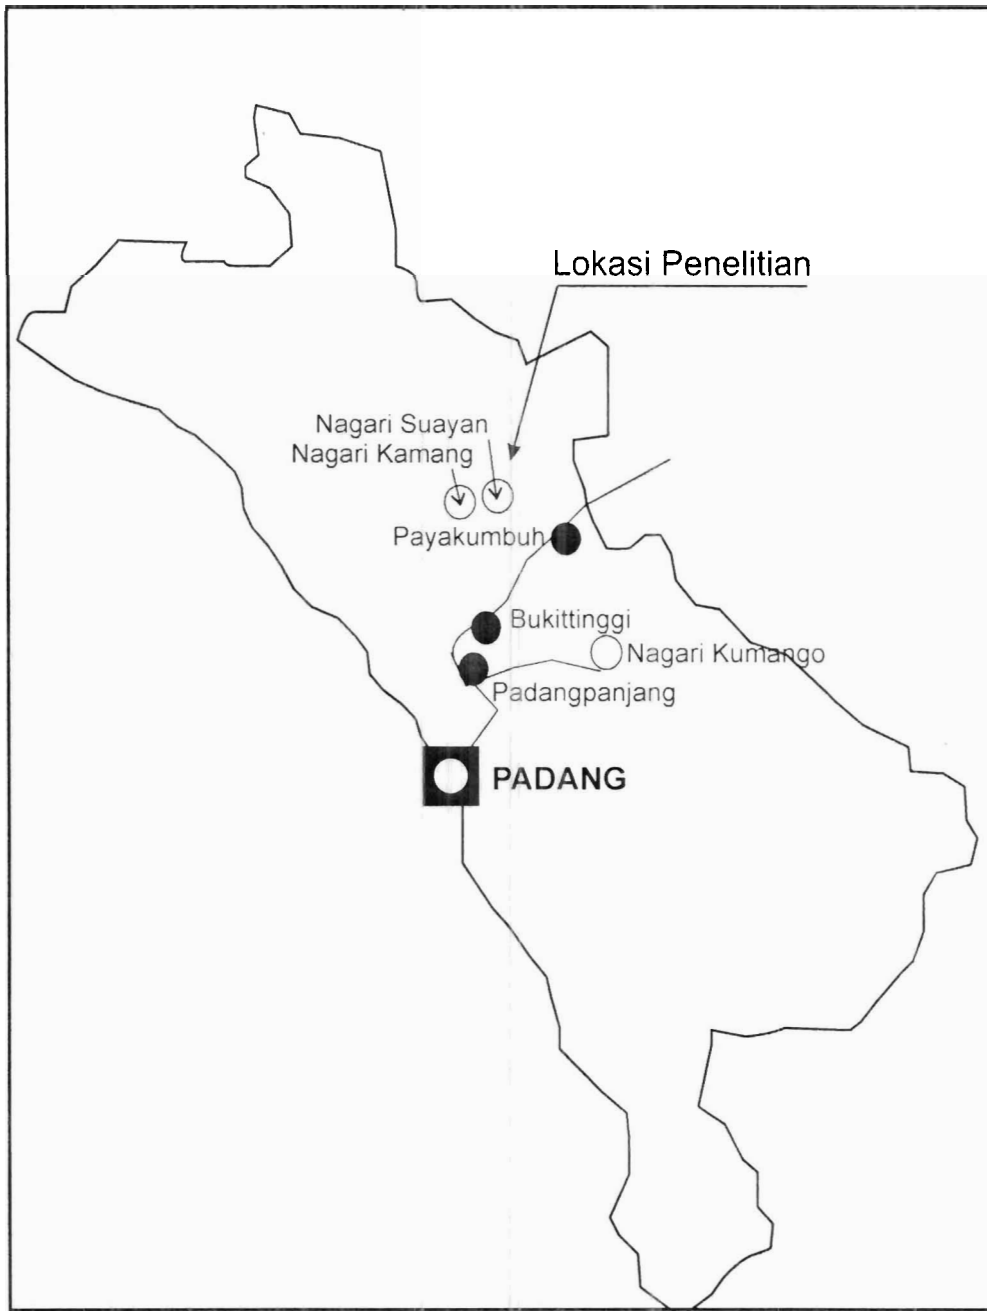 Lokasi Penelitian
Nagari Suayan
Nagari Kamang
Payakumbuh
Bukittinggi
Nagari Kumango
Padangpanjang
PADANG